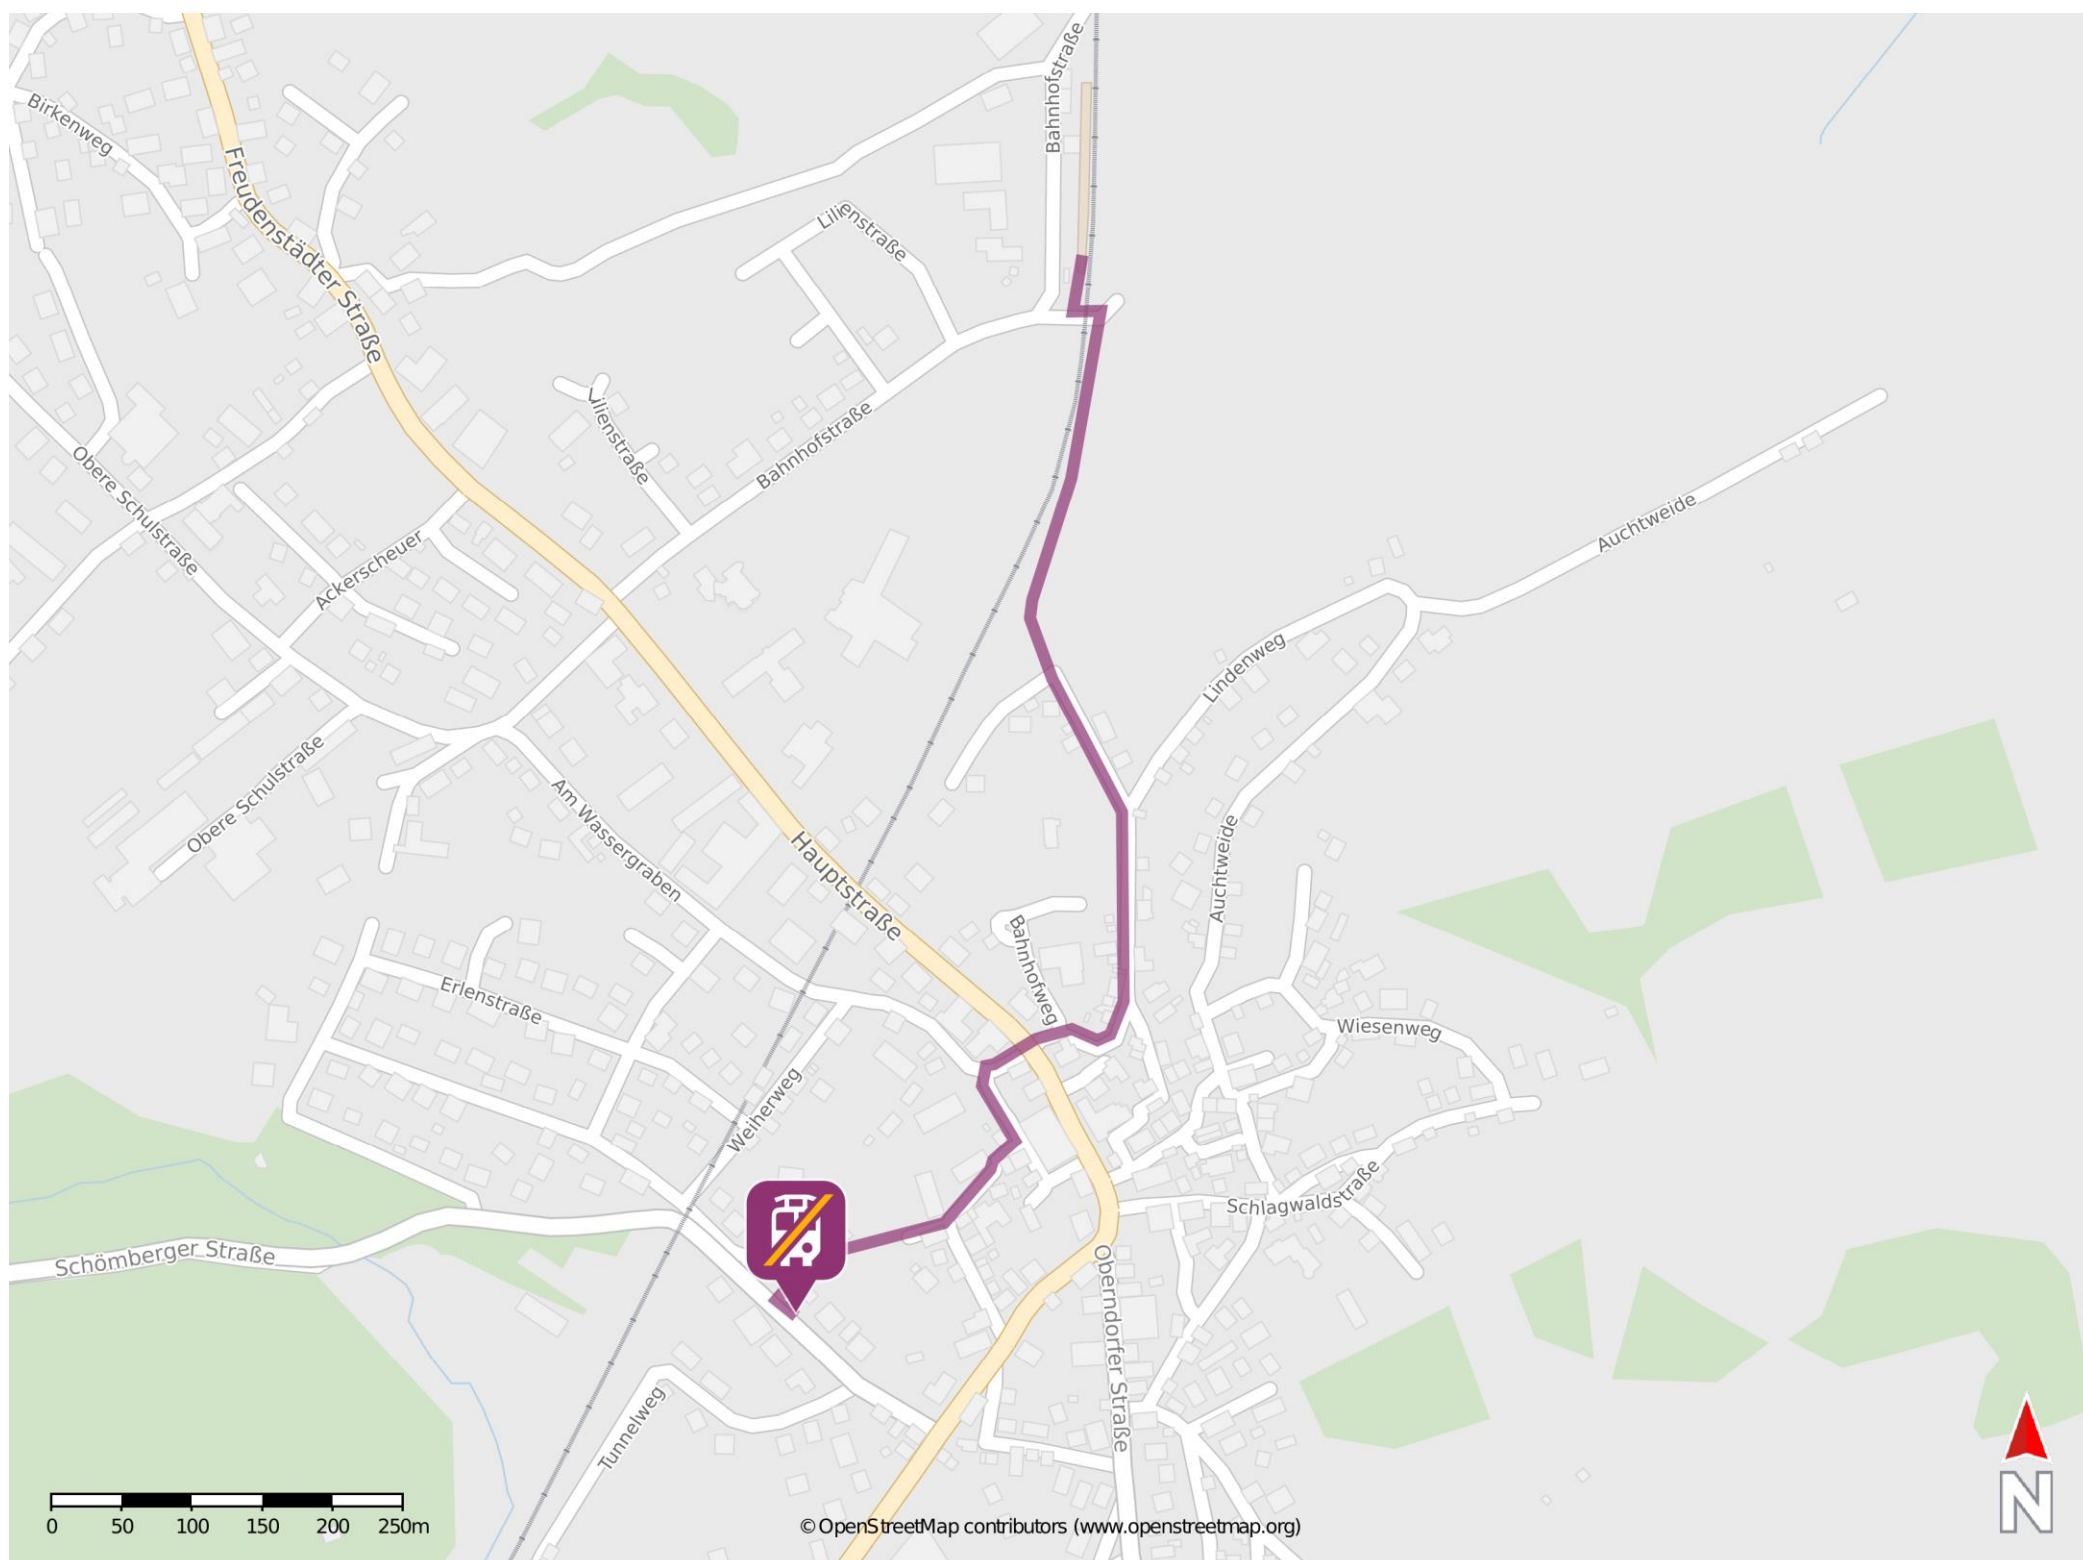 Bahnhofstraße
Birkenweg
Freudenstädter Straße
Lilienstraße
Lilienstraße
Bahnhofstraße
Obere Schulstraße
Ackerscheuer
Auchtweide
Lindenweg
Obere Schulstraße
Am Wassergraben
Hauptstraße
Auchtweide
Bahnhofweg
Erlenstraße
Wiesenweg
Weiherweg
Schlagwaldstraße
Schömberger Straße
Oberndorfer Straße
Tunnelweg
N
0 50 100 150 200 250m
© OpenStreetMap contributors (www.openstreetmap.org)